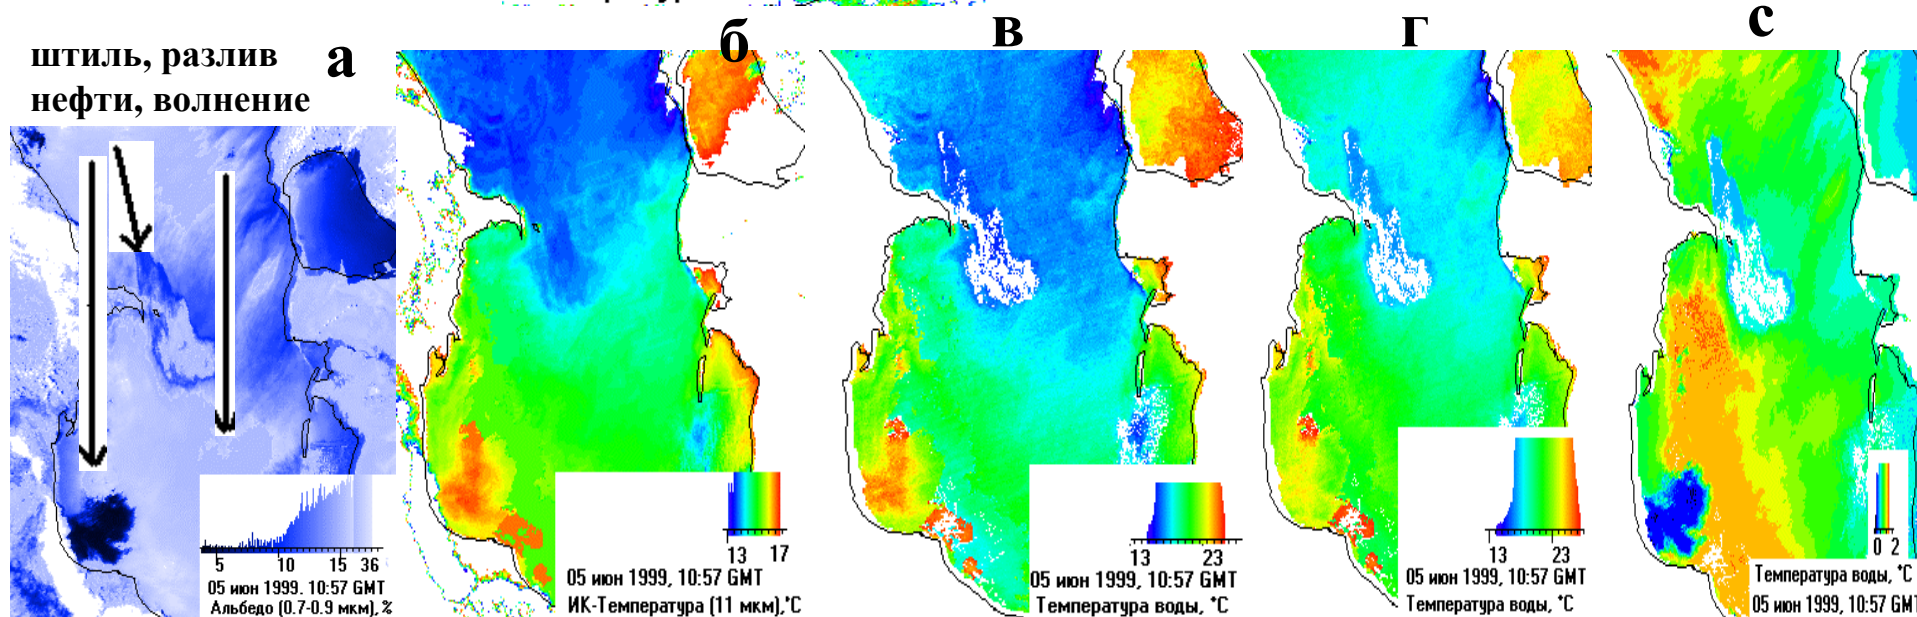 штиль, разлив
нефти, волнение
а
б
в
г
с
5 10 15 36
05 июн 1999. 10:57 GMT
Альбедо (0.7-0.9 мкм), %
13 17
05 июн 1999, 10:57 GMT
ИК-Температура (11 мкм),°С
13 23
05 июн 1999, 10:57 GMT
Температура воды, °С
13 23
05 июн 1999, 10:57 GMT
Температура воды, °С
0 2
Температура воды, °С
05 июн 1999, 10:57 GMT